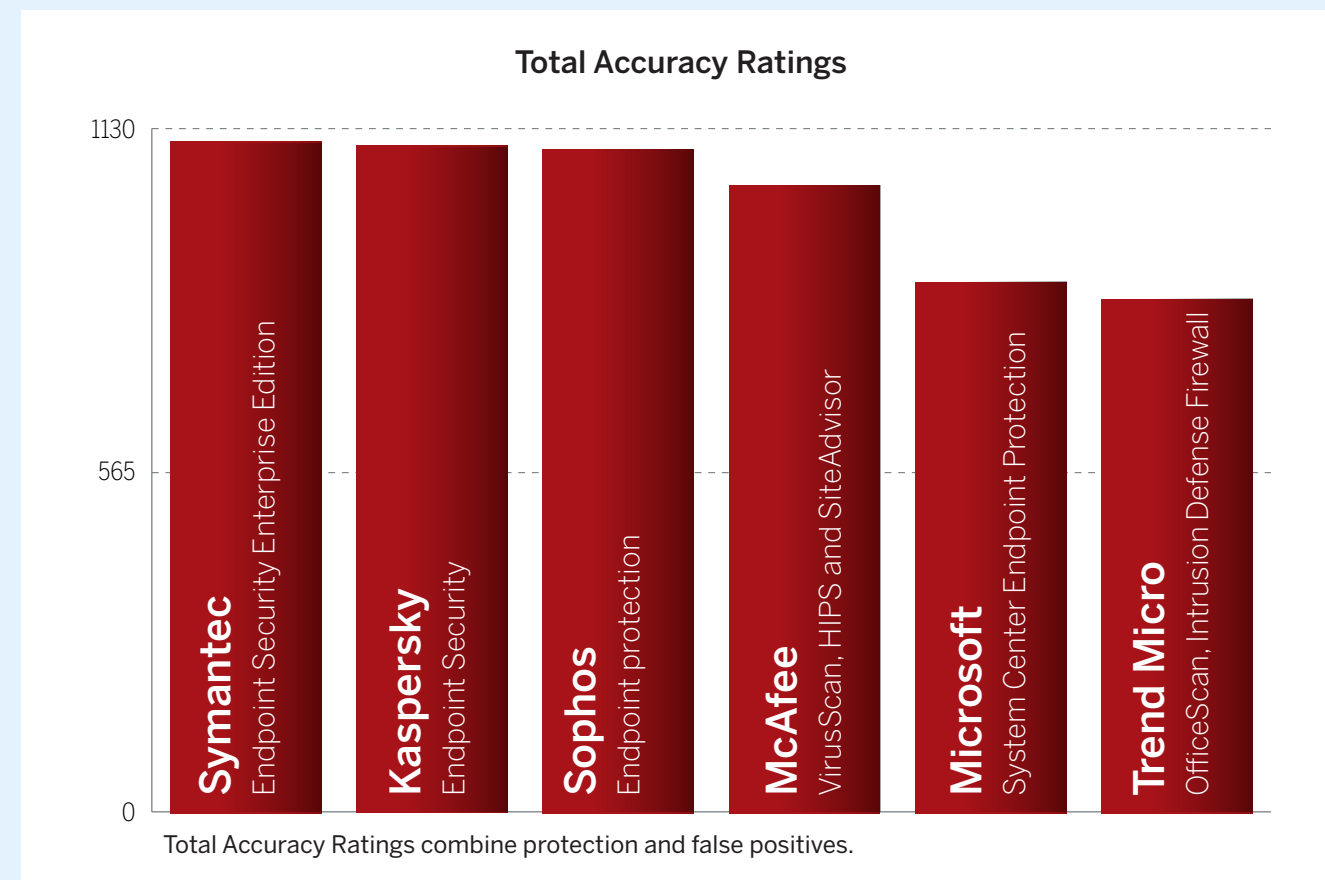 Total Accuracy Ratings
1130
565
0
Symantec
Endpoint Security Enterprise Edition
Kaspersky
Endpoint Security
Sophos
Endpoint protection
McAfee
VirusScan, HIPS and SiteAdvisor
Microsoft
System Center Endpoint Protection
Trend Micro
OfficeScan, Intrusion Defense Firewall
Total Accuracy Ratings combine protection and false positives.